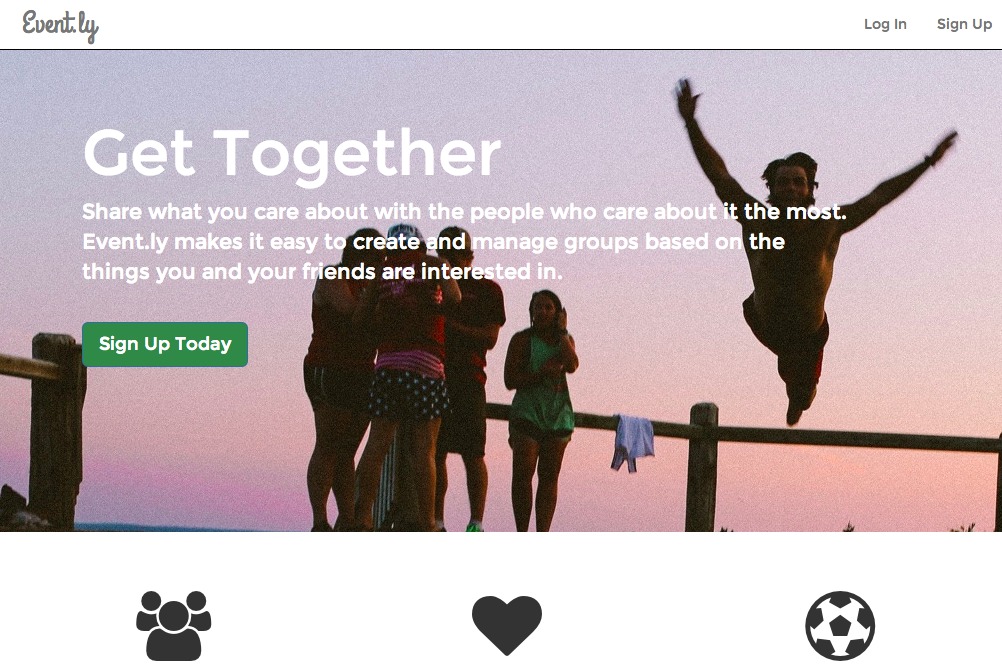 Event.ly
Log In
Sign Up
Get Together
Share what you care about with the people who care about it the most.
Event.ly makes it easy to create and manage groups based on the
things you and your friends are interested in.
Sign Up Today